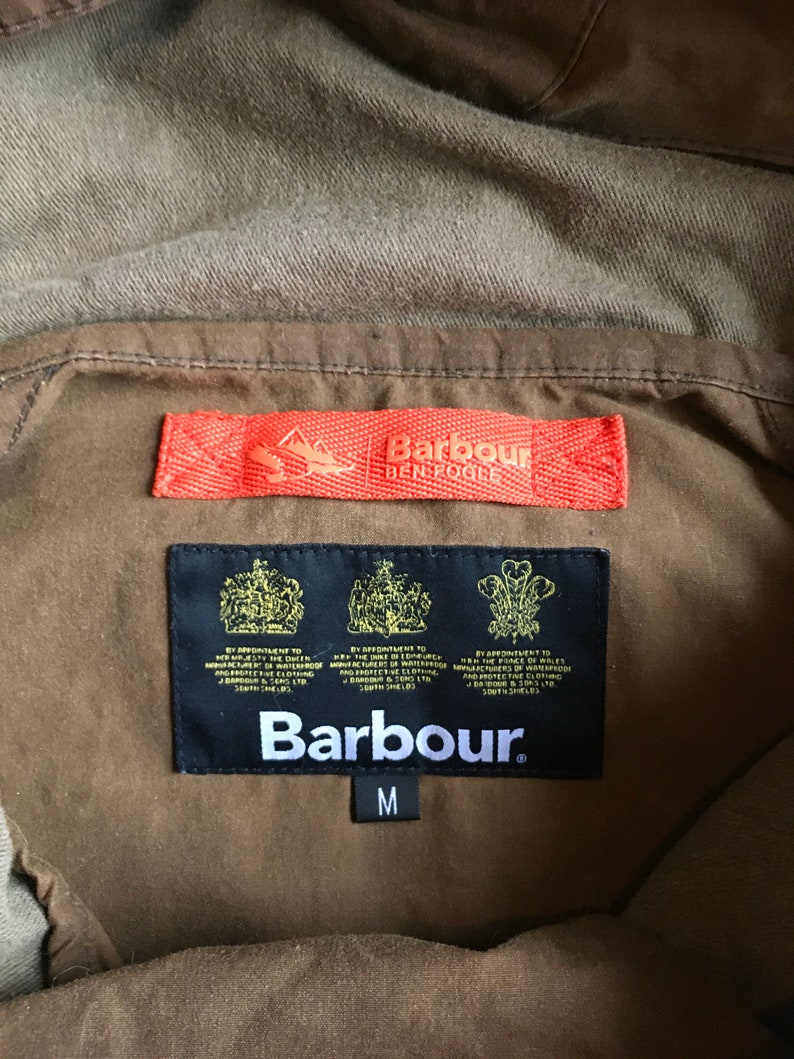 Barbour
BEN FOGLE
BY APPOINTMENT TO
HER MAJESTY THE QUEEN
MANUFACTURERS OF WATERPROOF
AND PROTECTIVE CLOTHING
J. BARBOUR & SONS LTD.
SOUTH SHIELDS.
BY APPOINTMENT TO
H.R.H. THE DUKE OF EDINBURGH
MANUFACTURERS OF WATERPROOF
AND PROTECTIVE CLOTHING
J. BARBOUR & SONS LTD.
SOUTH SHIELDS.
BY APPOINTMENT TO
H.R.H. THE PRINCE OF WALES
MANUFACTURERS OF WATERPROOF
AND PROTECTIVE CLOTHING
J. BARBOUR & SONS LTD.
SOUTH SHIELDS.
Barbour®
M